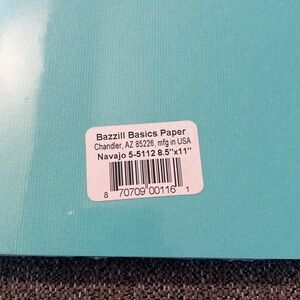 Bazzill Basics Paper
Chandler, AZ 85226, mfg in USA
Navajo 5-5112 8.5"x11"
8 70709 00116 1